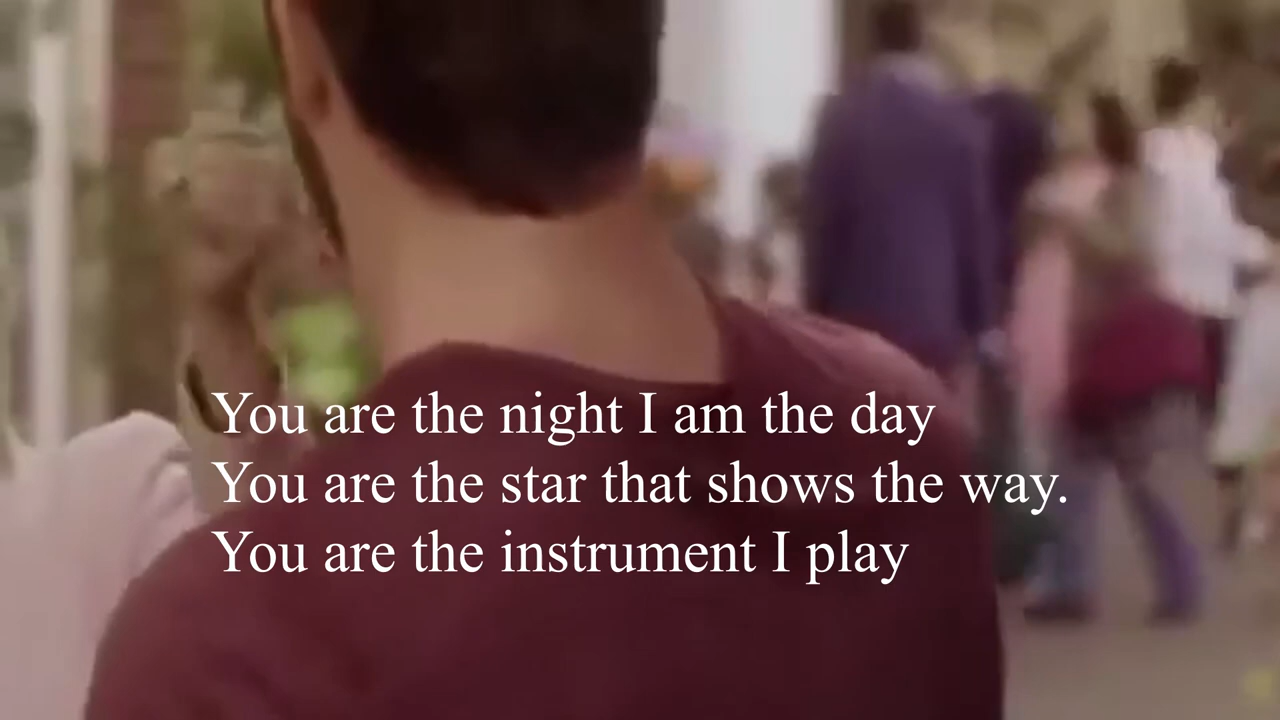 You are the night I am the day
You are the star that shows the way.
You are the instrument I play